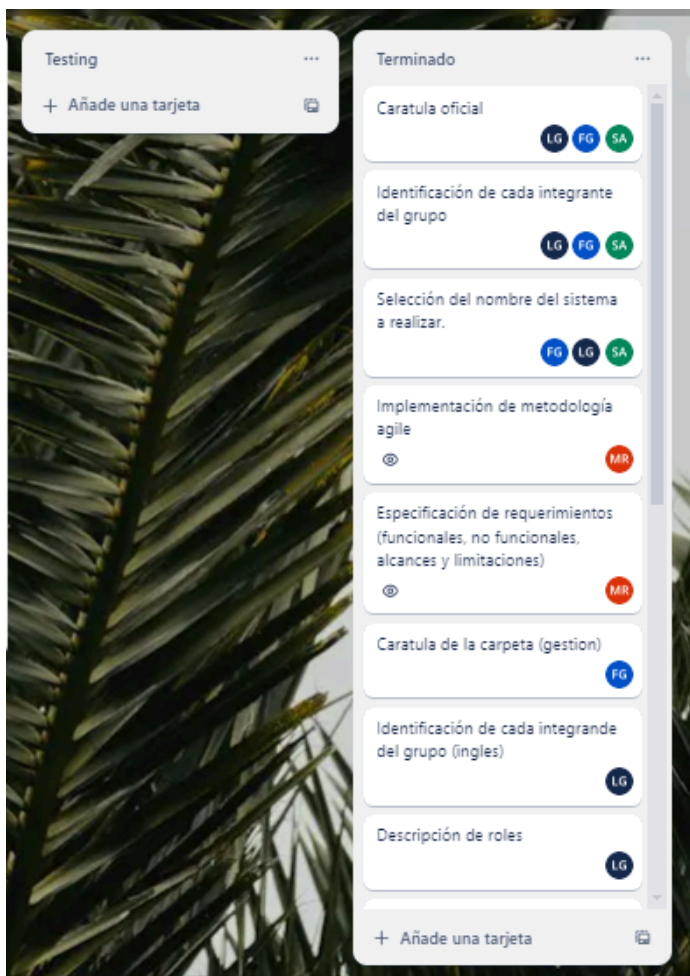 Testing
Añade una tarjeta
Terminado
Caratula oficial
LG FG SA
Identificación de cada integrante
del grupo
LG FG SA
Selección del nombre del sistema
a realizar.
FG LG SA
Implementación de metodología
agile
MR
Especificación de requerimientos
(funcionales, no funcionales,
alcances y limitaciones)
MR
Caratula de la carpeta (gestion)
FG
Identificación de cada integrande
del grupo (ingles)
LG
Descripción de roles
LG
Añade una tarjeta